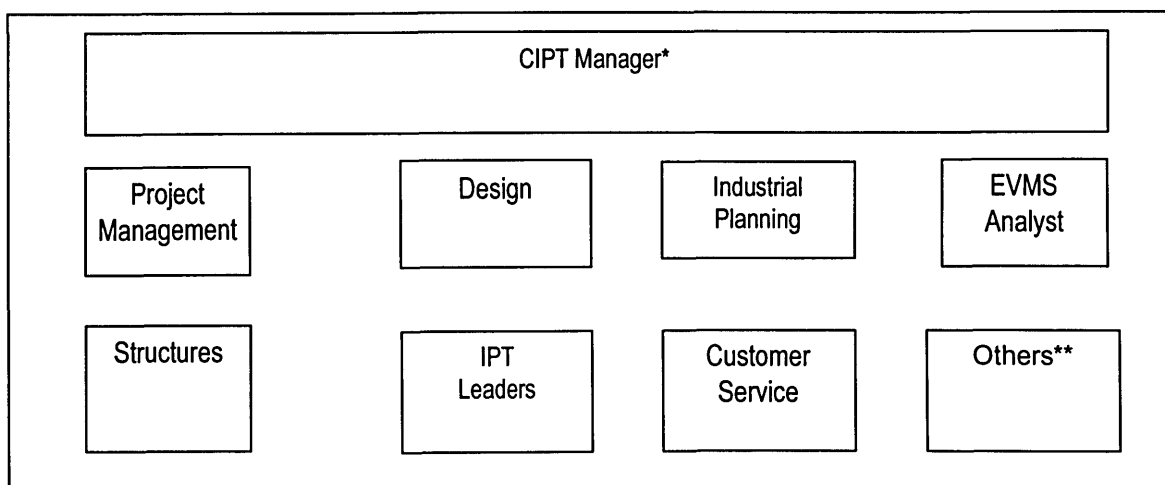 CIPT Manager*
Project
Management
Design
Industrial
Planning
EVMS
Analyst
Structures
IPT
Leaders
Customer
Service
Others**